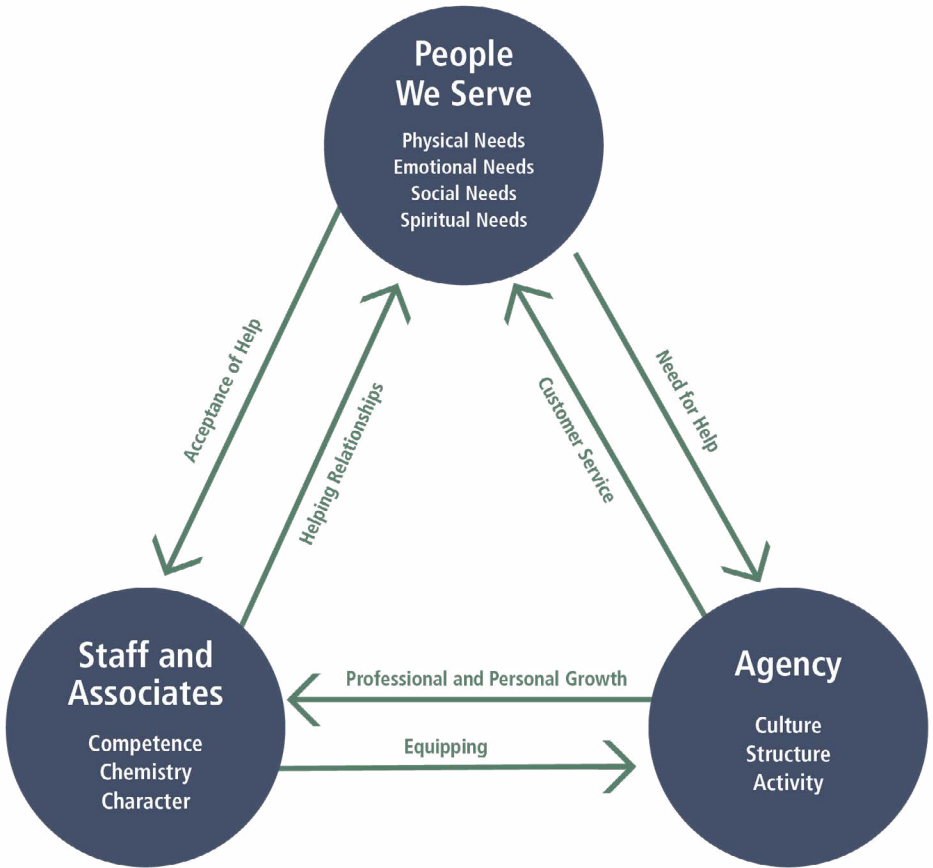 People
We Serve
Physical Needs
Emotional Needs
Social Needs
Spiritual Needs
Acceptance of Help
Helping Relationships
Customer Service
Need for Help
Staff and
Associates
Competence
Chemistry
Character
Professional and Personal Growth
Equipping
Agency
Culture
Structure
Activity